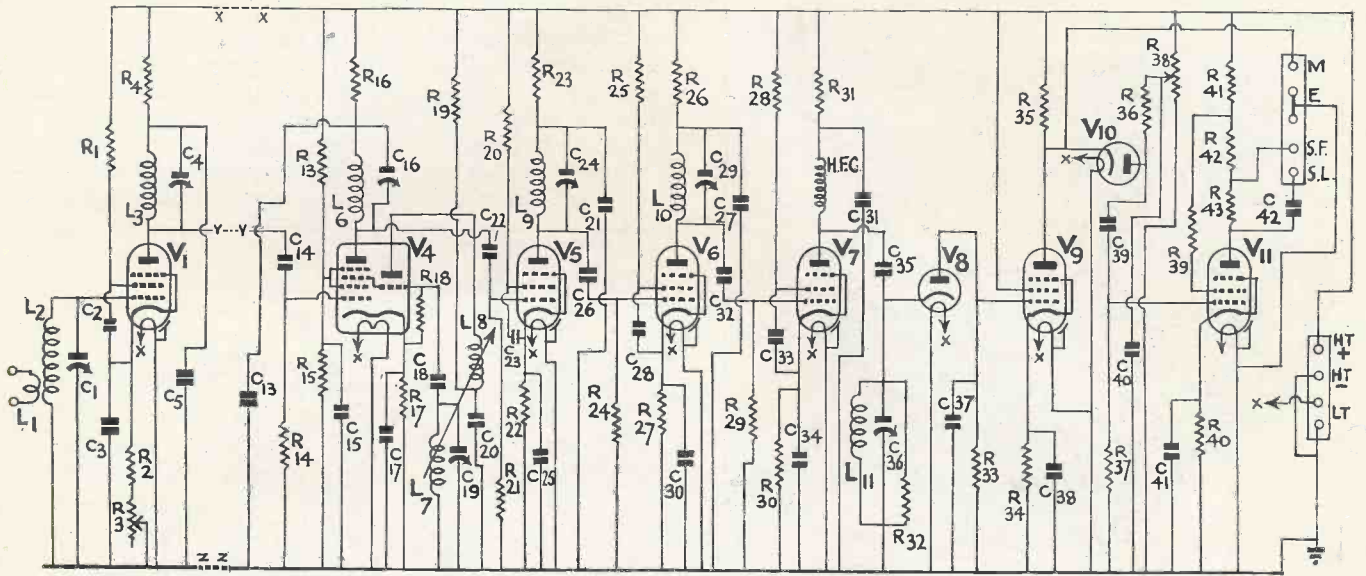 x x
R4
R1
C4
L3
V1
Y--Y
L2
L1
C2
C1
C3
R2
R3
C5
z z
R16
R13
C16
L6
V4
C14
C13
R14
R15
C15
C17
R17
R18
C18
L8
L7
C19
C20
x
R19
R20
R23
L9
C24
C21
C22
V5
C23
C26
R21
R22
C25
x
R25
R26
L10
C29
C27
V6
C28
C32
R24
R27
C30
x
R28
R31
H.F.C
C31
V7
C33
R29
R30
C34
x
C35
V8
L11
C36
R32
C37
R33
x
R35
V9
V10
x
R34
C38
x
R36
R38
C39
R37
C40
R39
R41
R42
R43
C42
V11
C41
R40
M
E
S.F.
S.L.
HT
+
HT
-
LT
x